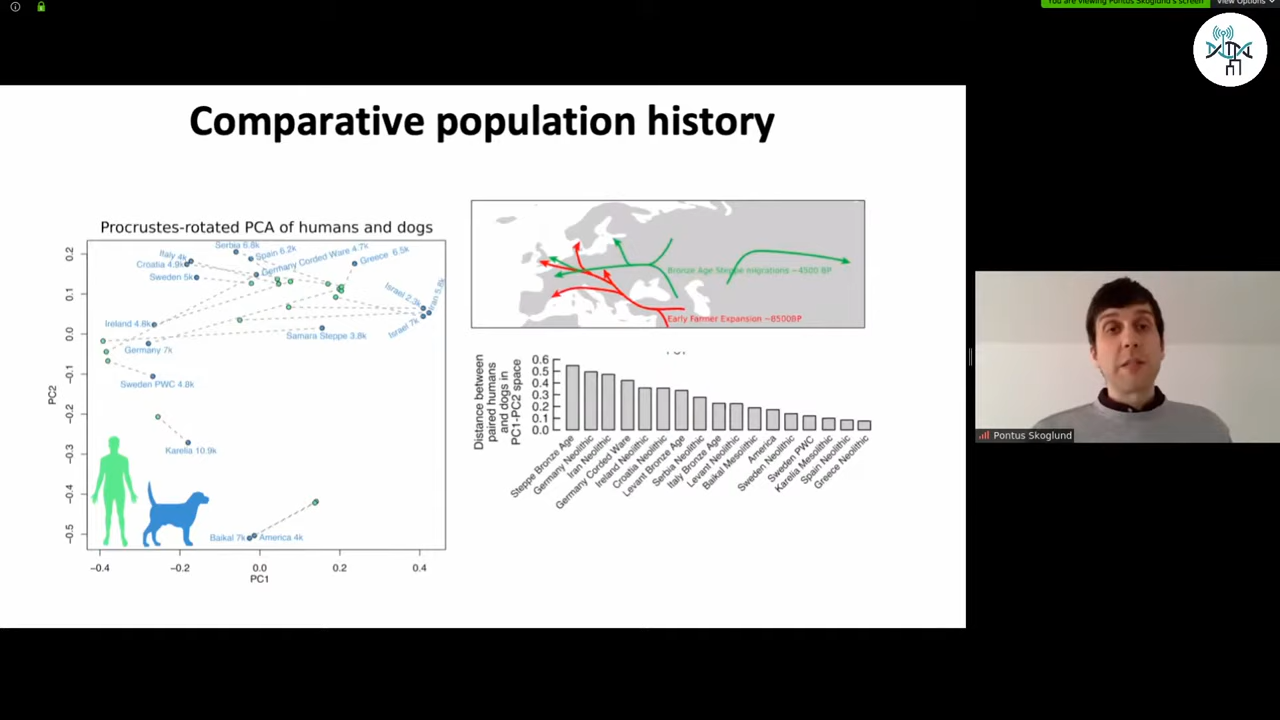 You are viewing Pontus Skoglund's screen
View Options
Comparative population history
Procrustes-rotated PCA of humans and dogs
Serbia 6.8k
Spain 6.2k
Germany Corded Ware 4.7k
Greece 6.5k
Italy 4k
Croatia 4.9k
Sweden 5k
Israel 2.3k
Iran 5.8k
Israel 7k
Ireland 4.8k
Samara Steppe 3.8k
Germany 7k
Sweden PWC 4.8k
Karelia 10.9k
Baikal 7k
America 4k
PC2
0.2
0.1
0.0
−0.1
−0.2
−0.3
−0.4
−0.5
−0.4
−0.2
0.0
0.2
0.4
PC1
Bronze Age Steppe migrations ~4500 BP
Early Farmer Expansion ~8500BP
Distance between
paired humans
and dogs in
PC1-PC2 space
0.6
0.5
0.4
0.3
0.2
0.1
0.0
Steppe Bronze Age
Germany Neolithic
Iran Neolithic
Germany Corded Ware
Ireland Neolithic
Croatia Neolithic
Levant Bronze Age
Serbia Neolithic
Italy Bronze Age
Levant Neolithic
Baikal Mesolithic
America
Sweden Neolithic
Sweden PWC
Karelia Mesolithic
Spain Neolithic
Greece Neolithic
Pontus Skoglund